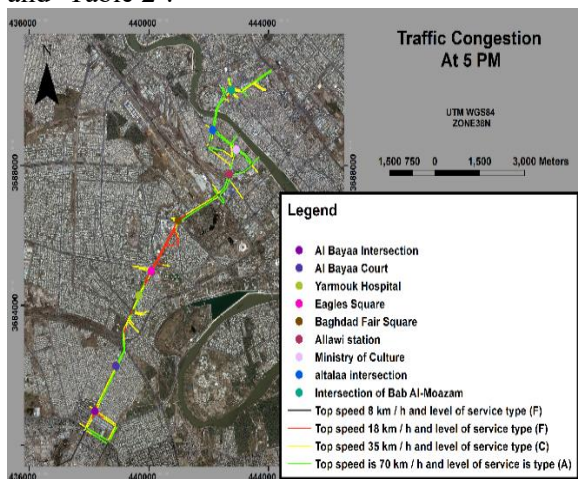 and "Table 2".
436000 440000 444000
N
Traffic Congestion
At 5 PM
UTM WGS84
ZONE38N
1,500 750 0 1,500 3,000 Meters
3688000
3688000
Legend
Al Bayaa Intersection
Al Bayaa Court
Yarmouk Hospital
Eagles Square
Baghdad Fair Square
Allawi station
Ministry of Culture
altalaa intersection
Intersection of Bab Al-Moazam
Top speed 8 km / h and level of service type (F)
Top speed 18 km / h and level of service type (F)
Top speed 35 km / h and level of service type (C)
Top speed is 70 km / h and level of service is type (A)
3684000
436000 440000 444000